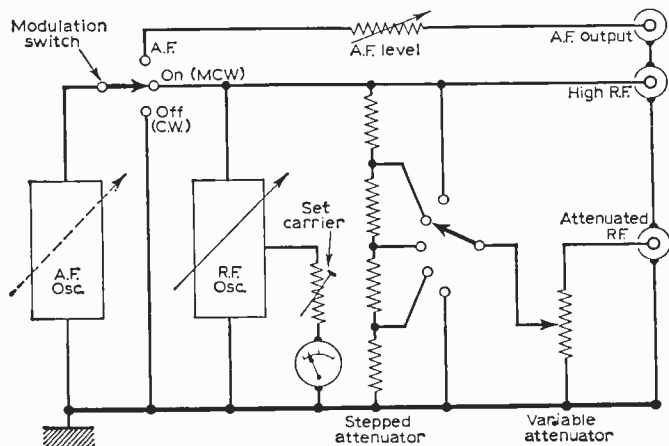 Modulation
switch
A.F.
On (MCW)
Off
(C.W.)
A.F. level
A.F. output
High R.F.
Attenuated
R.F.
Set
carrier
A.F.
Osc.
R.F.
Osc.
Stepped
attenuator
Variable
attenuator